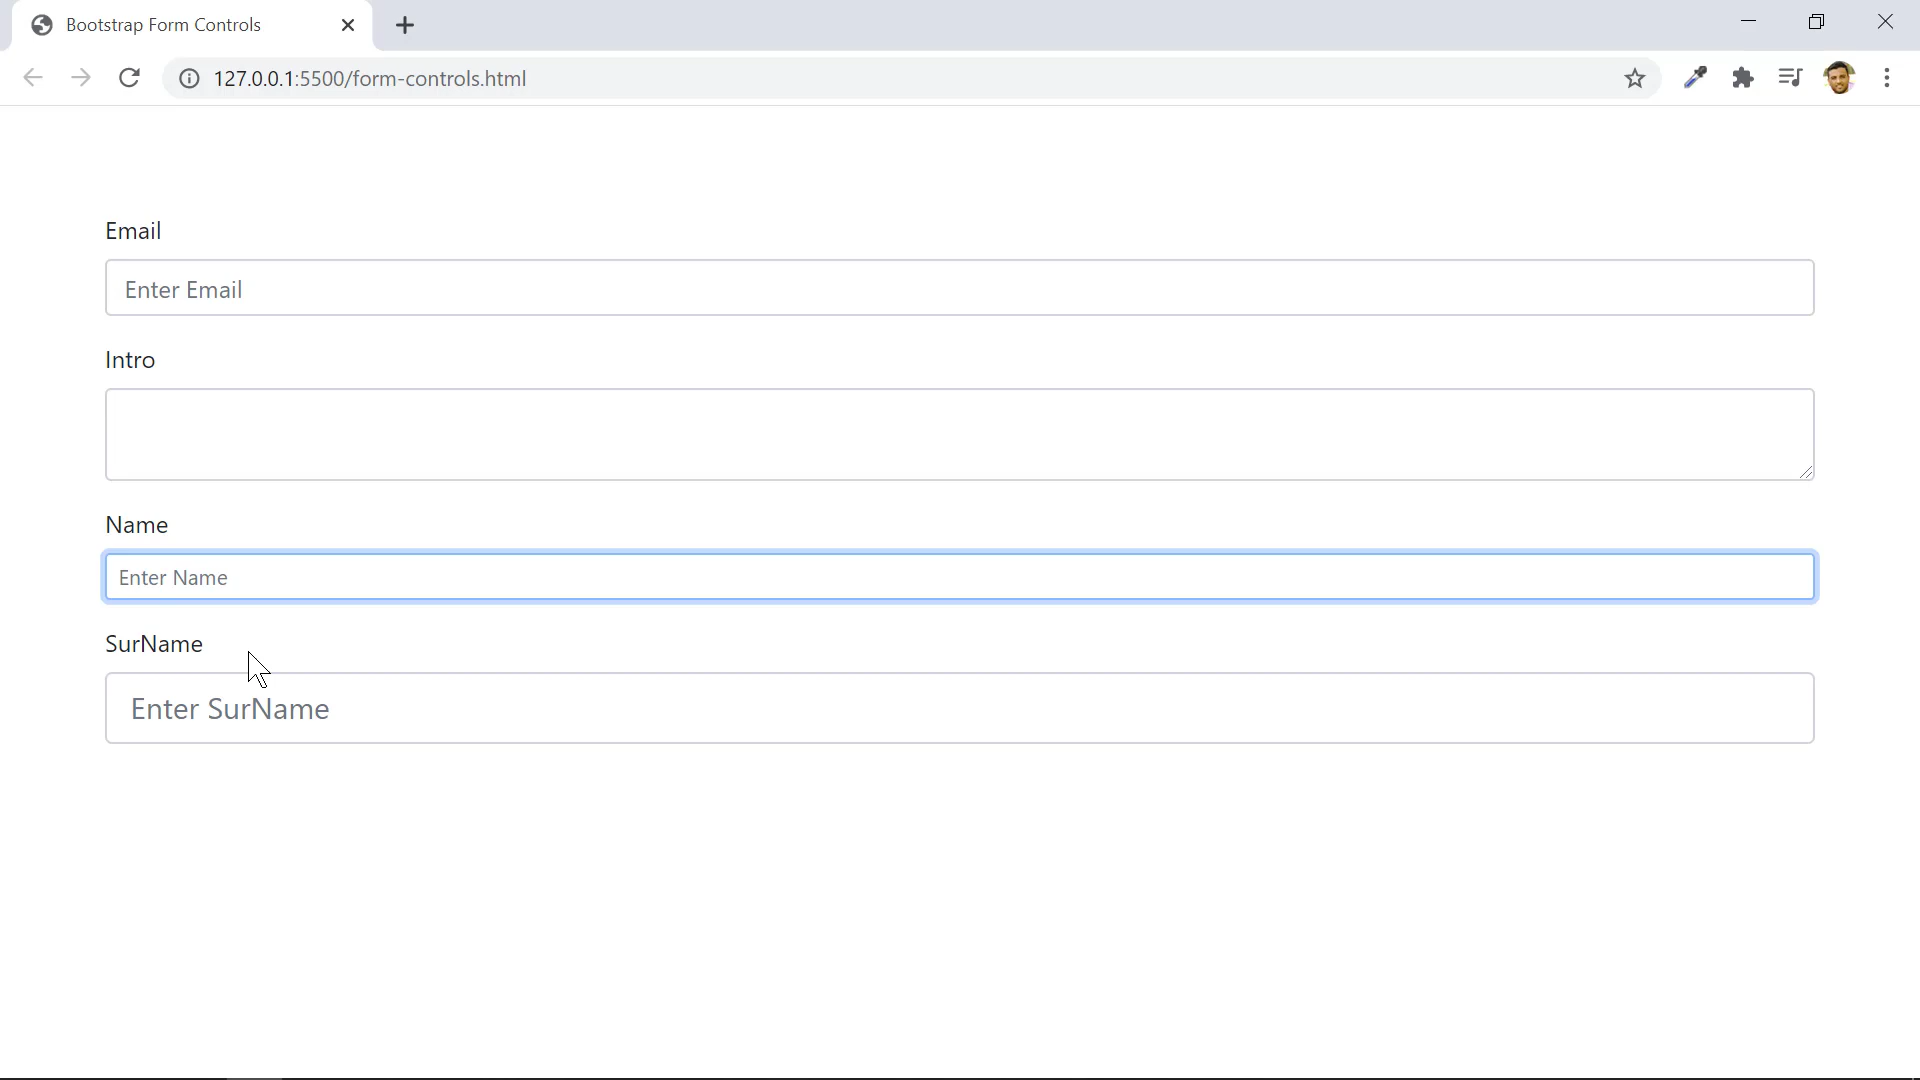 Bootstrap Form Controls
127.0.0.1:5500/form-controls.html
Email
Enter Email
Intro
Name
Enter Name
SurName
Enter SurName